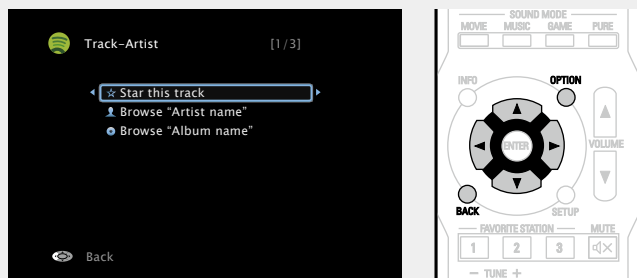 Track–Artist [1/3]
☆ Star this track
Browse “Artist name”
Browse “Album name”
Back
SOUND MODE
MOVIE MUSIC GAME PURE
INFO OPTION
ENTER
VOLUME
BACK SETUP
FAVORITE STATION MUTE
1 2 3
− TUNE +